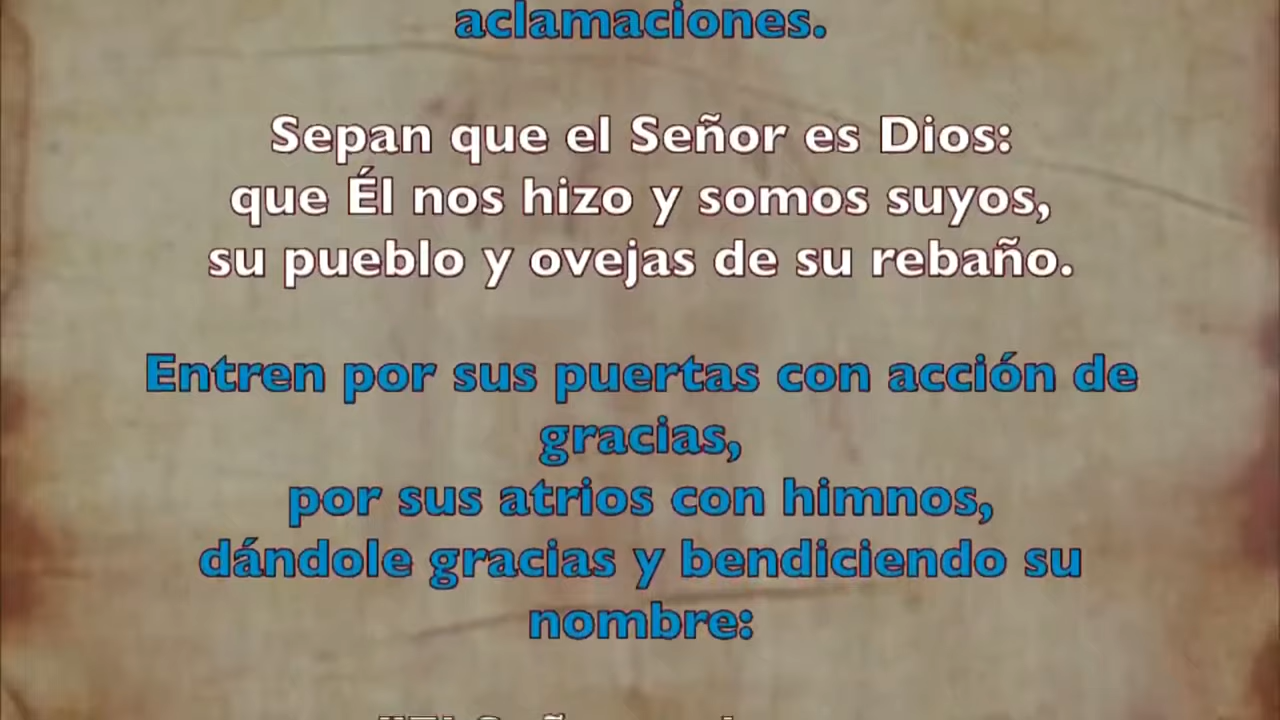 aclamaciones.
Sepan que el Señor es Dios:
que Él nos hizo y somos suyos,
su pueblo y ovejas de su rebaño.
Entren por sus puertas con acción de
gracias,
por sus atrios con himnos,
dándole gracias y bendiciendo su
nombre: